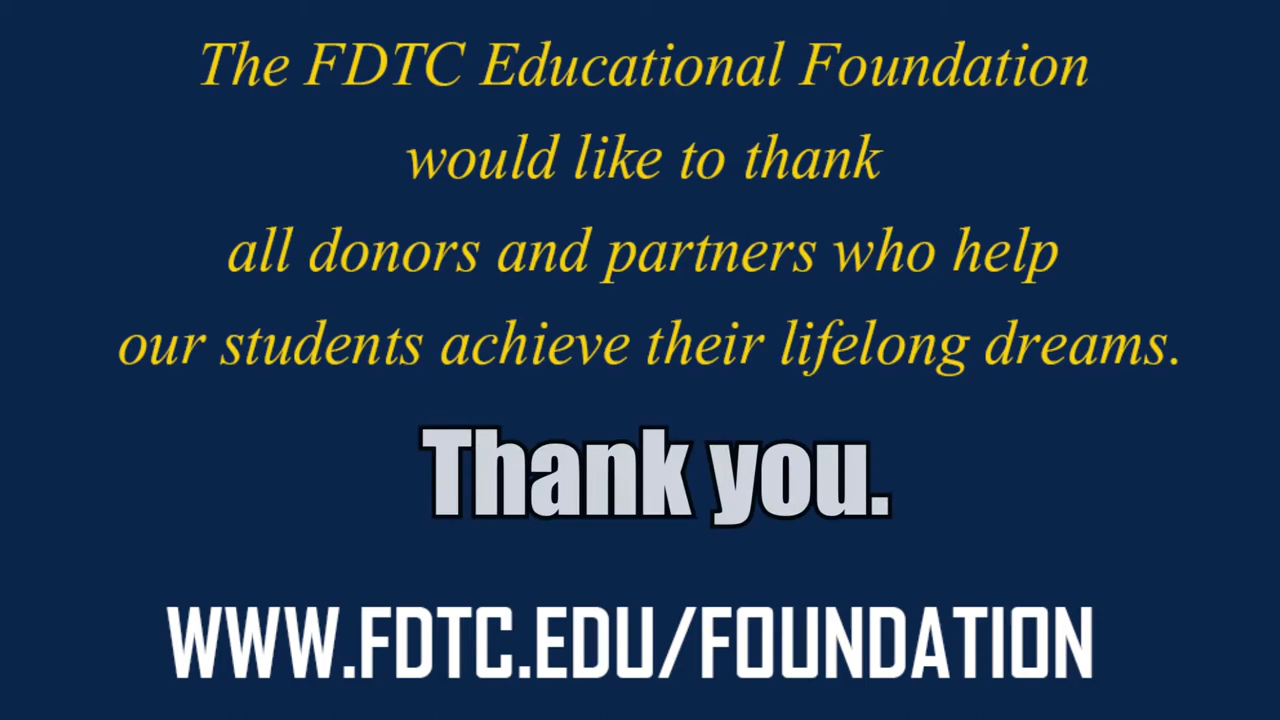 The FDTC Educational Foundation
would like to thank
all donors and partners who help
our students achieve their lifelong dreams.
Thank you.
WWW.FDTC.EDU/FOUNDATION